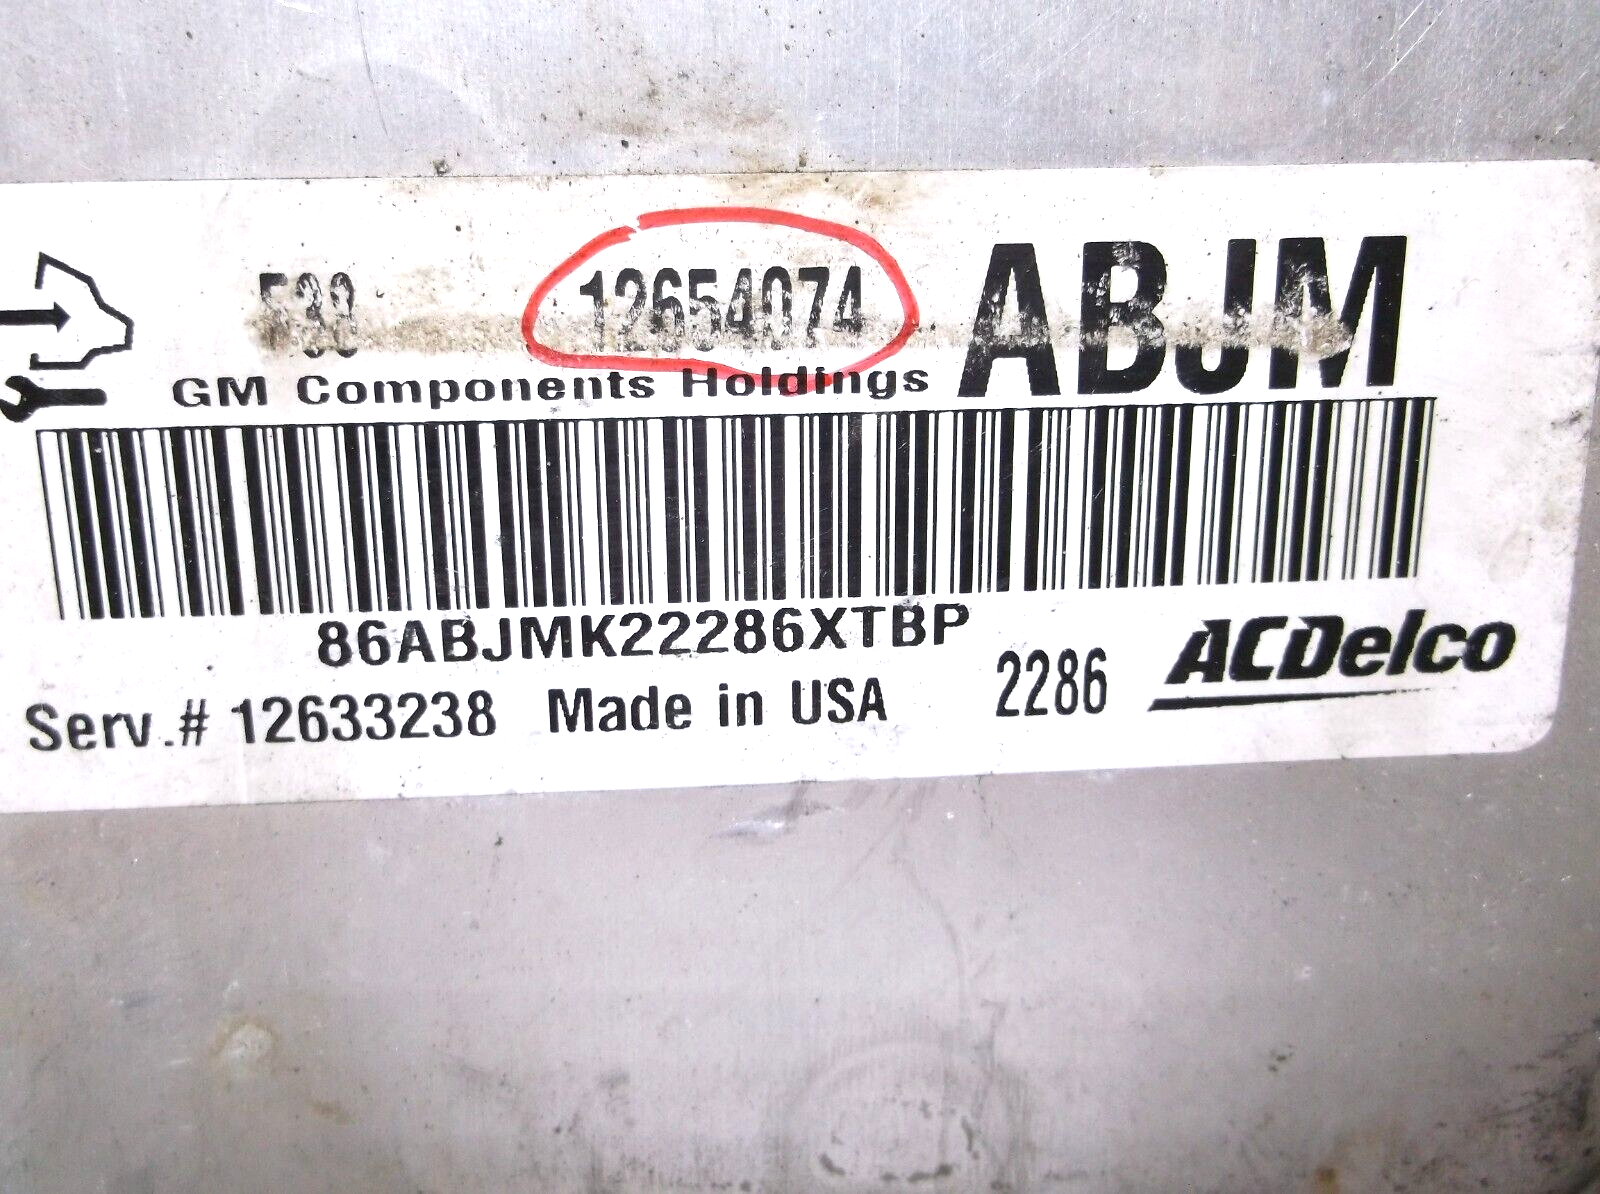 12654074 ABJM
GM Components Holdings
86ABJMK22286XTBP
Serv.# 12633238 Made in USA 2286 ACDelco